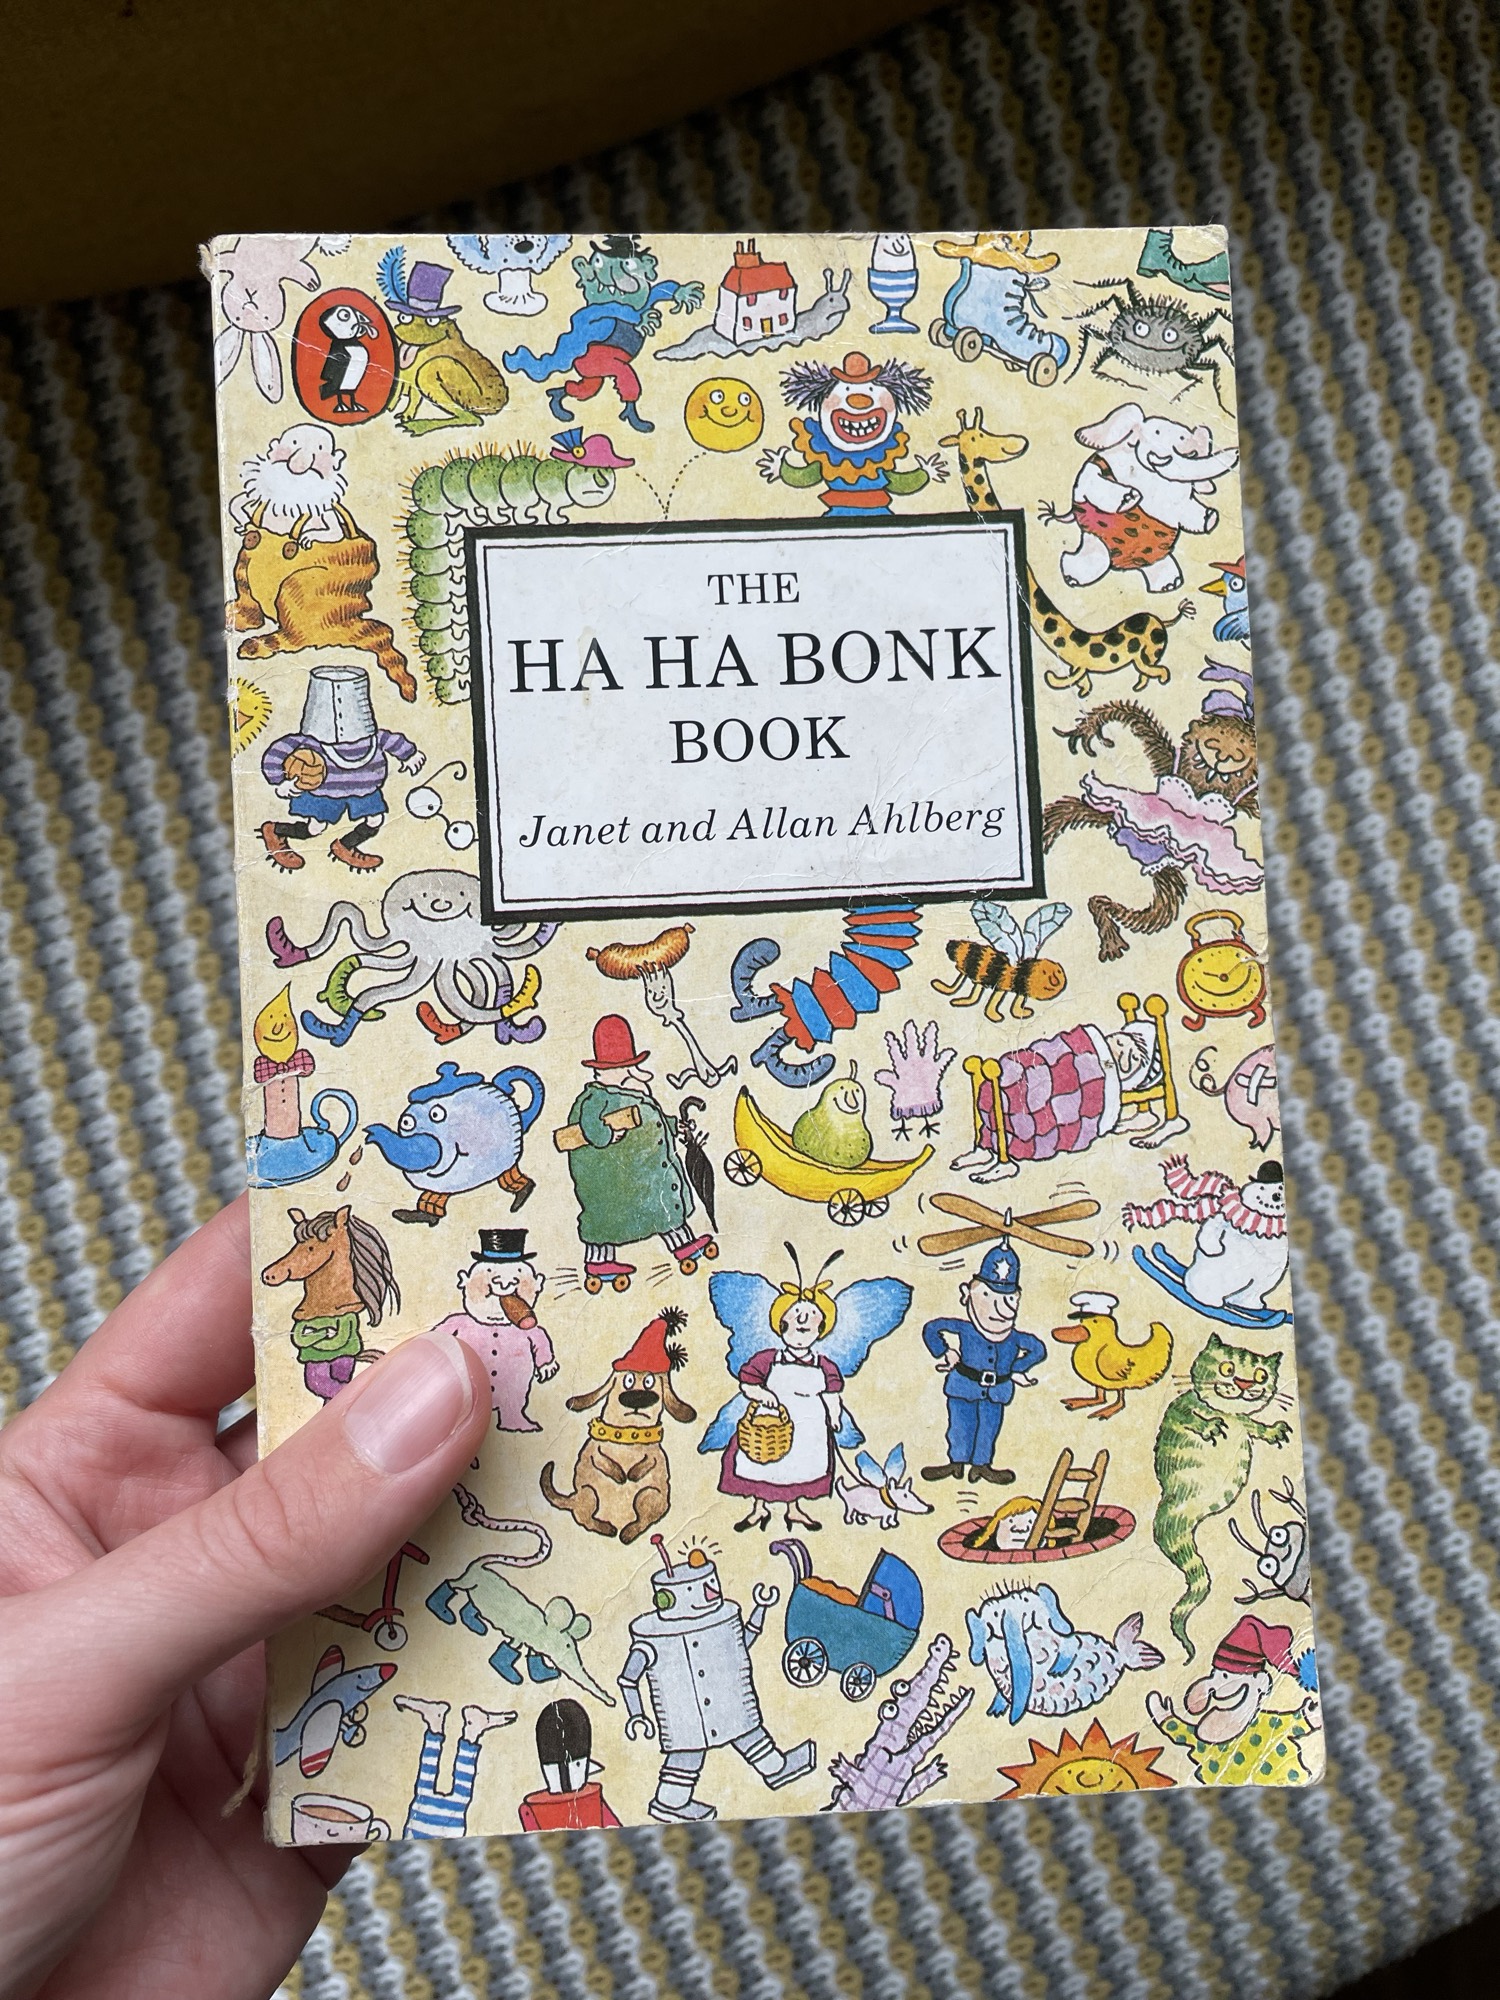 THE
HA HA BONK
BOOK
Janet and Allan Ahlberg